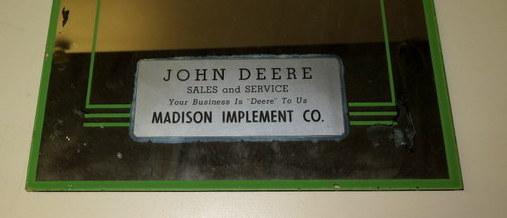 JOHN DEERE
SALES and SERVICE
Your Business Is "Deere" To Us
MADISON IMPLEMENT CO.